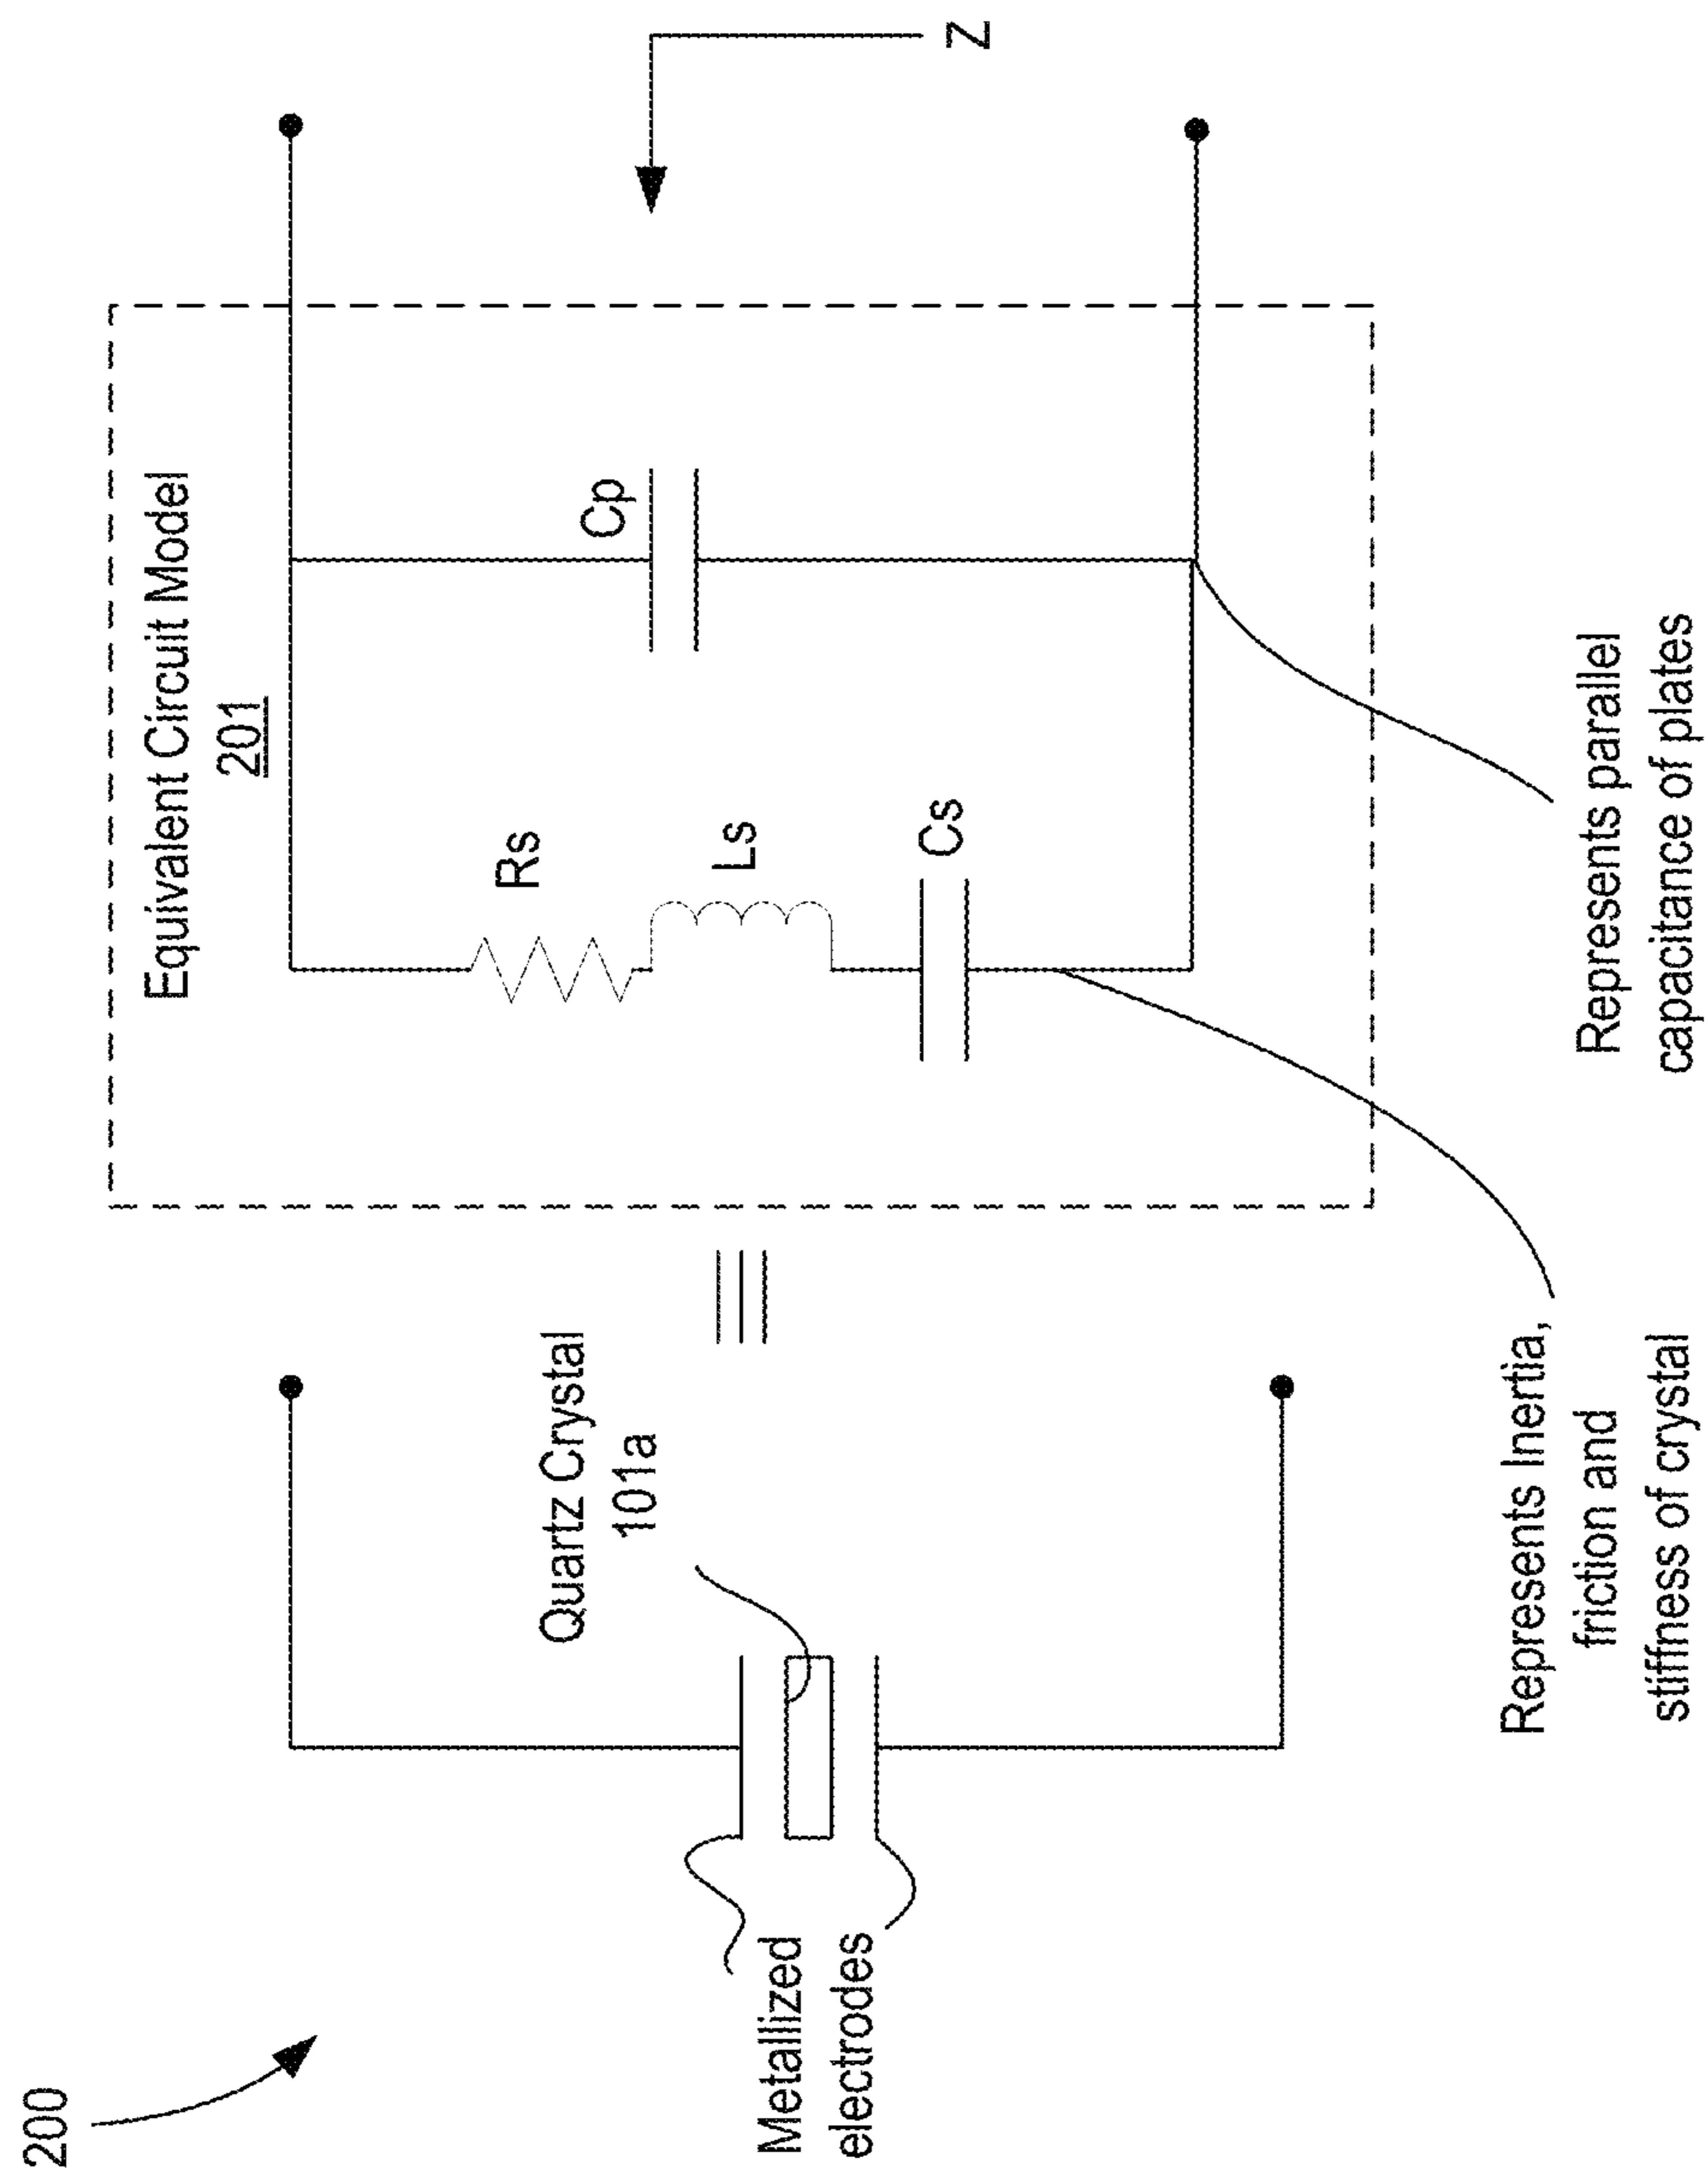 200
Equivalent Circuit Model
201
Rs
Ls
Cs
Cp
Z
Quartz Crystal
101a
Metallized
electrodes
Represents Inertia,
friction and
stiffness of crystal
Represents parallel
capacitance of plates